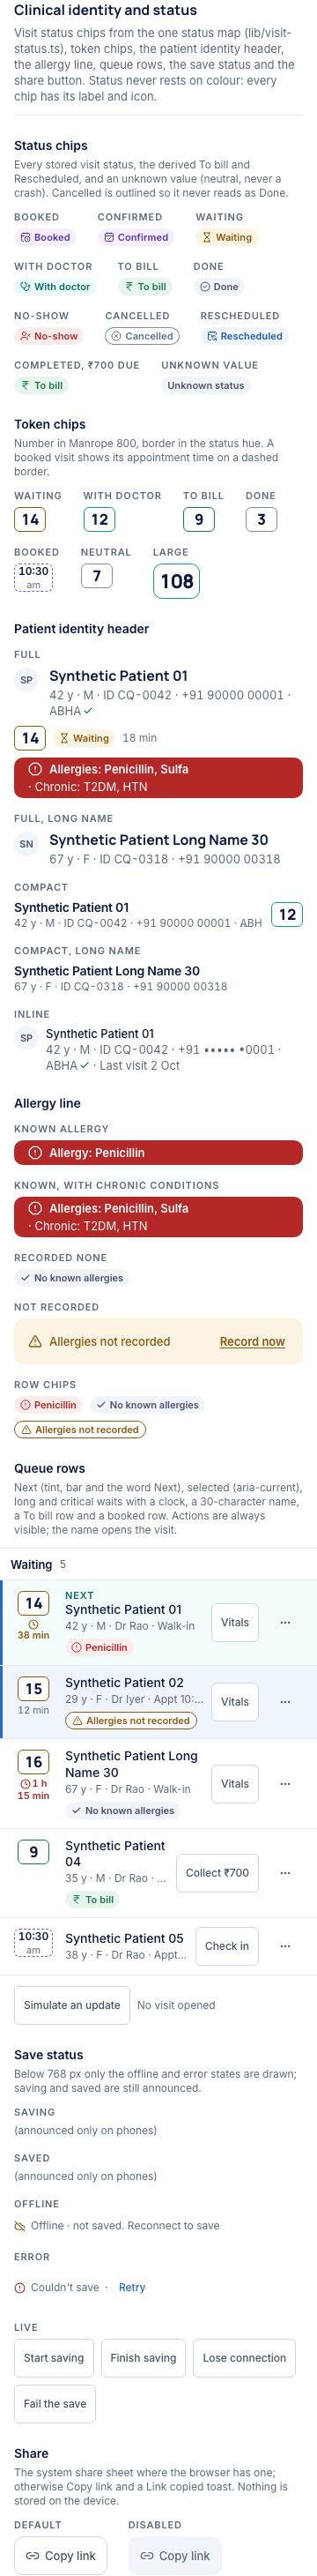 Clinical identity and status
Visit status chips from the one status map (lib/visit-
status.ts), token chips, the patient identity header,
the allergy line, queue rows, the save status and the
share button. Status never rests on colour: every
chip has its label and icon.
Status chips
Every stored visit status, the derived To bill and
Rescheduled, and an unknown value (neutral, never a
crash). Cancelled is outlined so it never reads as Done.
BOOKED CONFIRMED WAITING
Booked Confirmed Waiting
WITH DOCTOR TO BILL DONE
With doctor To bill Done
NO-SHOW CANCELLED RESCHEDULED
No-show Cancelled Rescheduled
COMPLETED, ₹700 DUE UNKNOWN VALUE
To bill Unknown status
Token chips
Number in Manrope 800, border in the status hue. A
booked visit shows its appointment time on a dashed
border.
WAITING WITH DOCTOR TO BILL DONE
14 12 9 3
BOOKED NEUTRAL LARGE
10:30 am 7 108
Patient identity header
FULL
SP Synthetic Patient 01
42 y · M · ID CQ-0042 · +91 90000 00001 ·
ABHA
14 Waiting 18 min
Allergies: Penicillin, Sulfa
· Chronic: T2DM, HTN
FULL, LONG NAME
SN Synthetic Patient Long Name 30
67 y · F · ID CQ-0318 · +91 90000 00318
COMPACT
Synthetic Patient 01 12
42 y · M · ID CQ-0042 · +91 90000 00001 · ABH
COMPACT, LONG NAME
Synthetic Patient Long Name 30
67 y · F · ID CQ-0318 · +91 90000 00318
INLINE
SP Synthetic Patient 01
42 y · M · ID CQ-0042 · +91 ••••• •0001 ·
ABHA · Last visit 2 Oct
Allergy line
KNOWN ALLERGY
Allergy: Penicillin
KNOWN, WITH CHRONIC CONDITIONS
Allergies: Penicillin, Sulfa
· Chronic: T2DM, HTN
RECORDED NONE
No known allergies
NOT RECORDED
Allergies not recorded Record now
ROW CHIPS
Penicillin No known allergies
Allergies not recorded
Queue rows
Next (tint, bar and the word Next), selected (aria-current),
long and critical waits with a clock, a 30-character name,
a To bill row and a booked row. Actions are always
visible; the name opens the visit.
Waiting 5
NEXT
14 Synthetic Patient 01
38 min 42 y · M · Dr Rao · Walk-in Vitals ···
Penicillin
15 Synthetic Patient 02
12 min 29 y · F · Dr Iyer · Appt 10:... Vitals ···
Allergies not recorded
16 Synthetic Patient Long
Name 30
1 h 15 min 67 y · F · Dr Rao · Walk-in Vitals ···
No known allergies
9 Synthetic Patient
04
35 y · M · Dr Rao · ... Collect ₹700 ···
To bill
10:30 Synthetic Patient 05
am 38 y · F · Dr Rao · Appt... Check in ···
Simulate an update No visit opened
Save status
Below 768 px only the offline and error states are drawn;
saving and saved are still announced.
SAVING
(announced only on phones)
SAVED
(announced only on phones)
OFFLINE
Offline · not saved. Reconnect to save
ERROR
Couldn't save · Retry
LIVE
Start saving Finish saving Lose connection
Fail the save
Share
The system share sheet where the browser has one;
otherwise Copy link and a Link copied toast. Nothing is
stored on the device.
DEFAULT DISABLED
Copy link Copy link